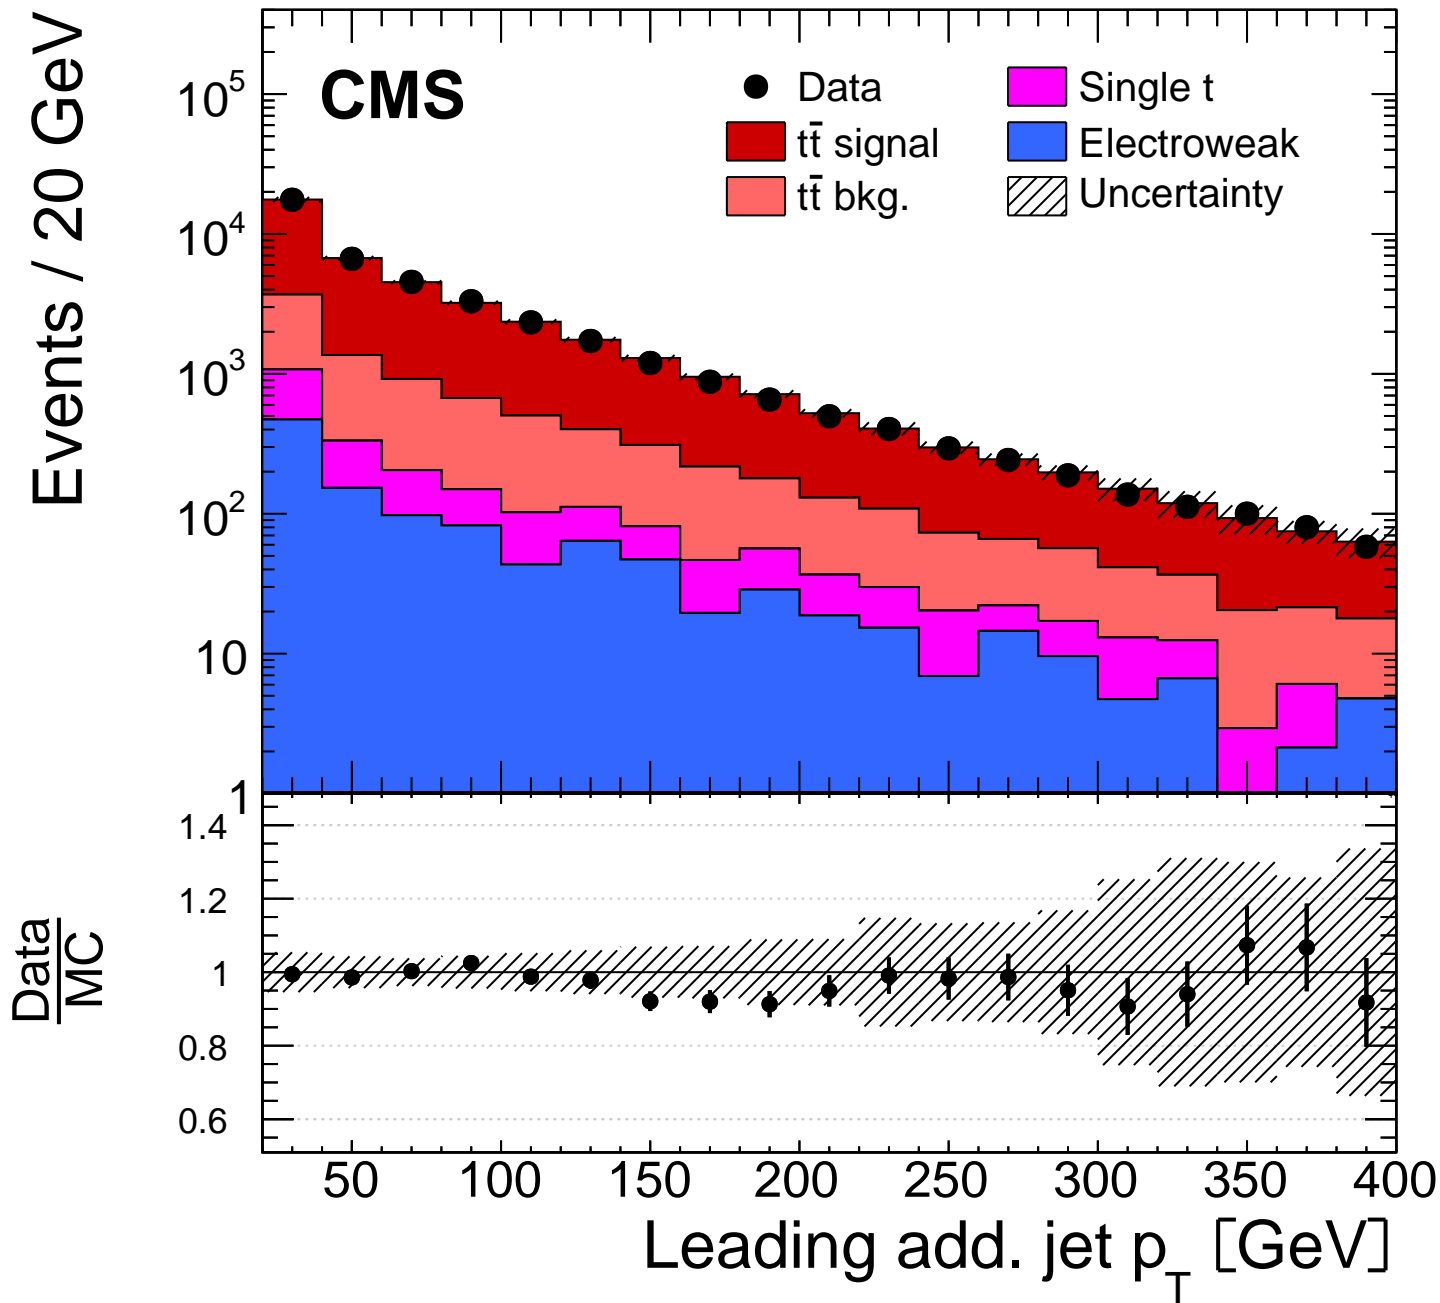 CMS
Data
tt̄ signal
tt̄ bkg.
Single t
Electroweak
Uncertainty
Events / 20 GeV
10⁵
10⁴
10³
10²
10
1
Data
MC
1.4
1.2
1
0.8
0.6
50 100 150 200 250 300 350 400
Leading add. jet p_T [GeV]